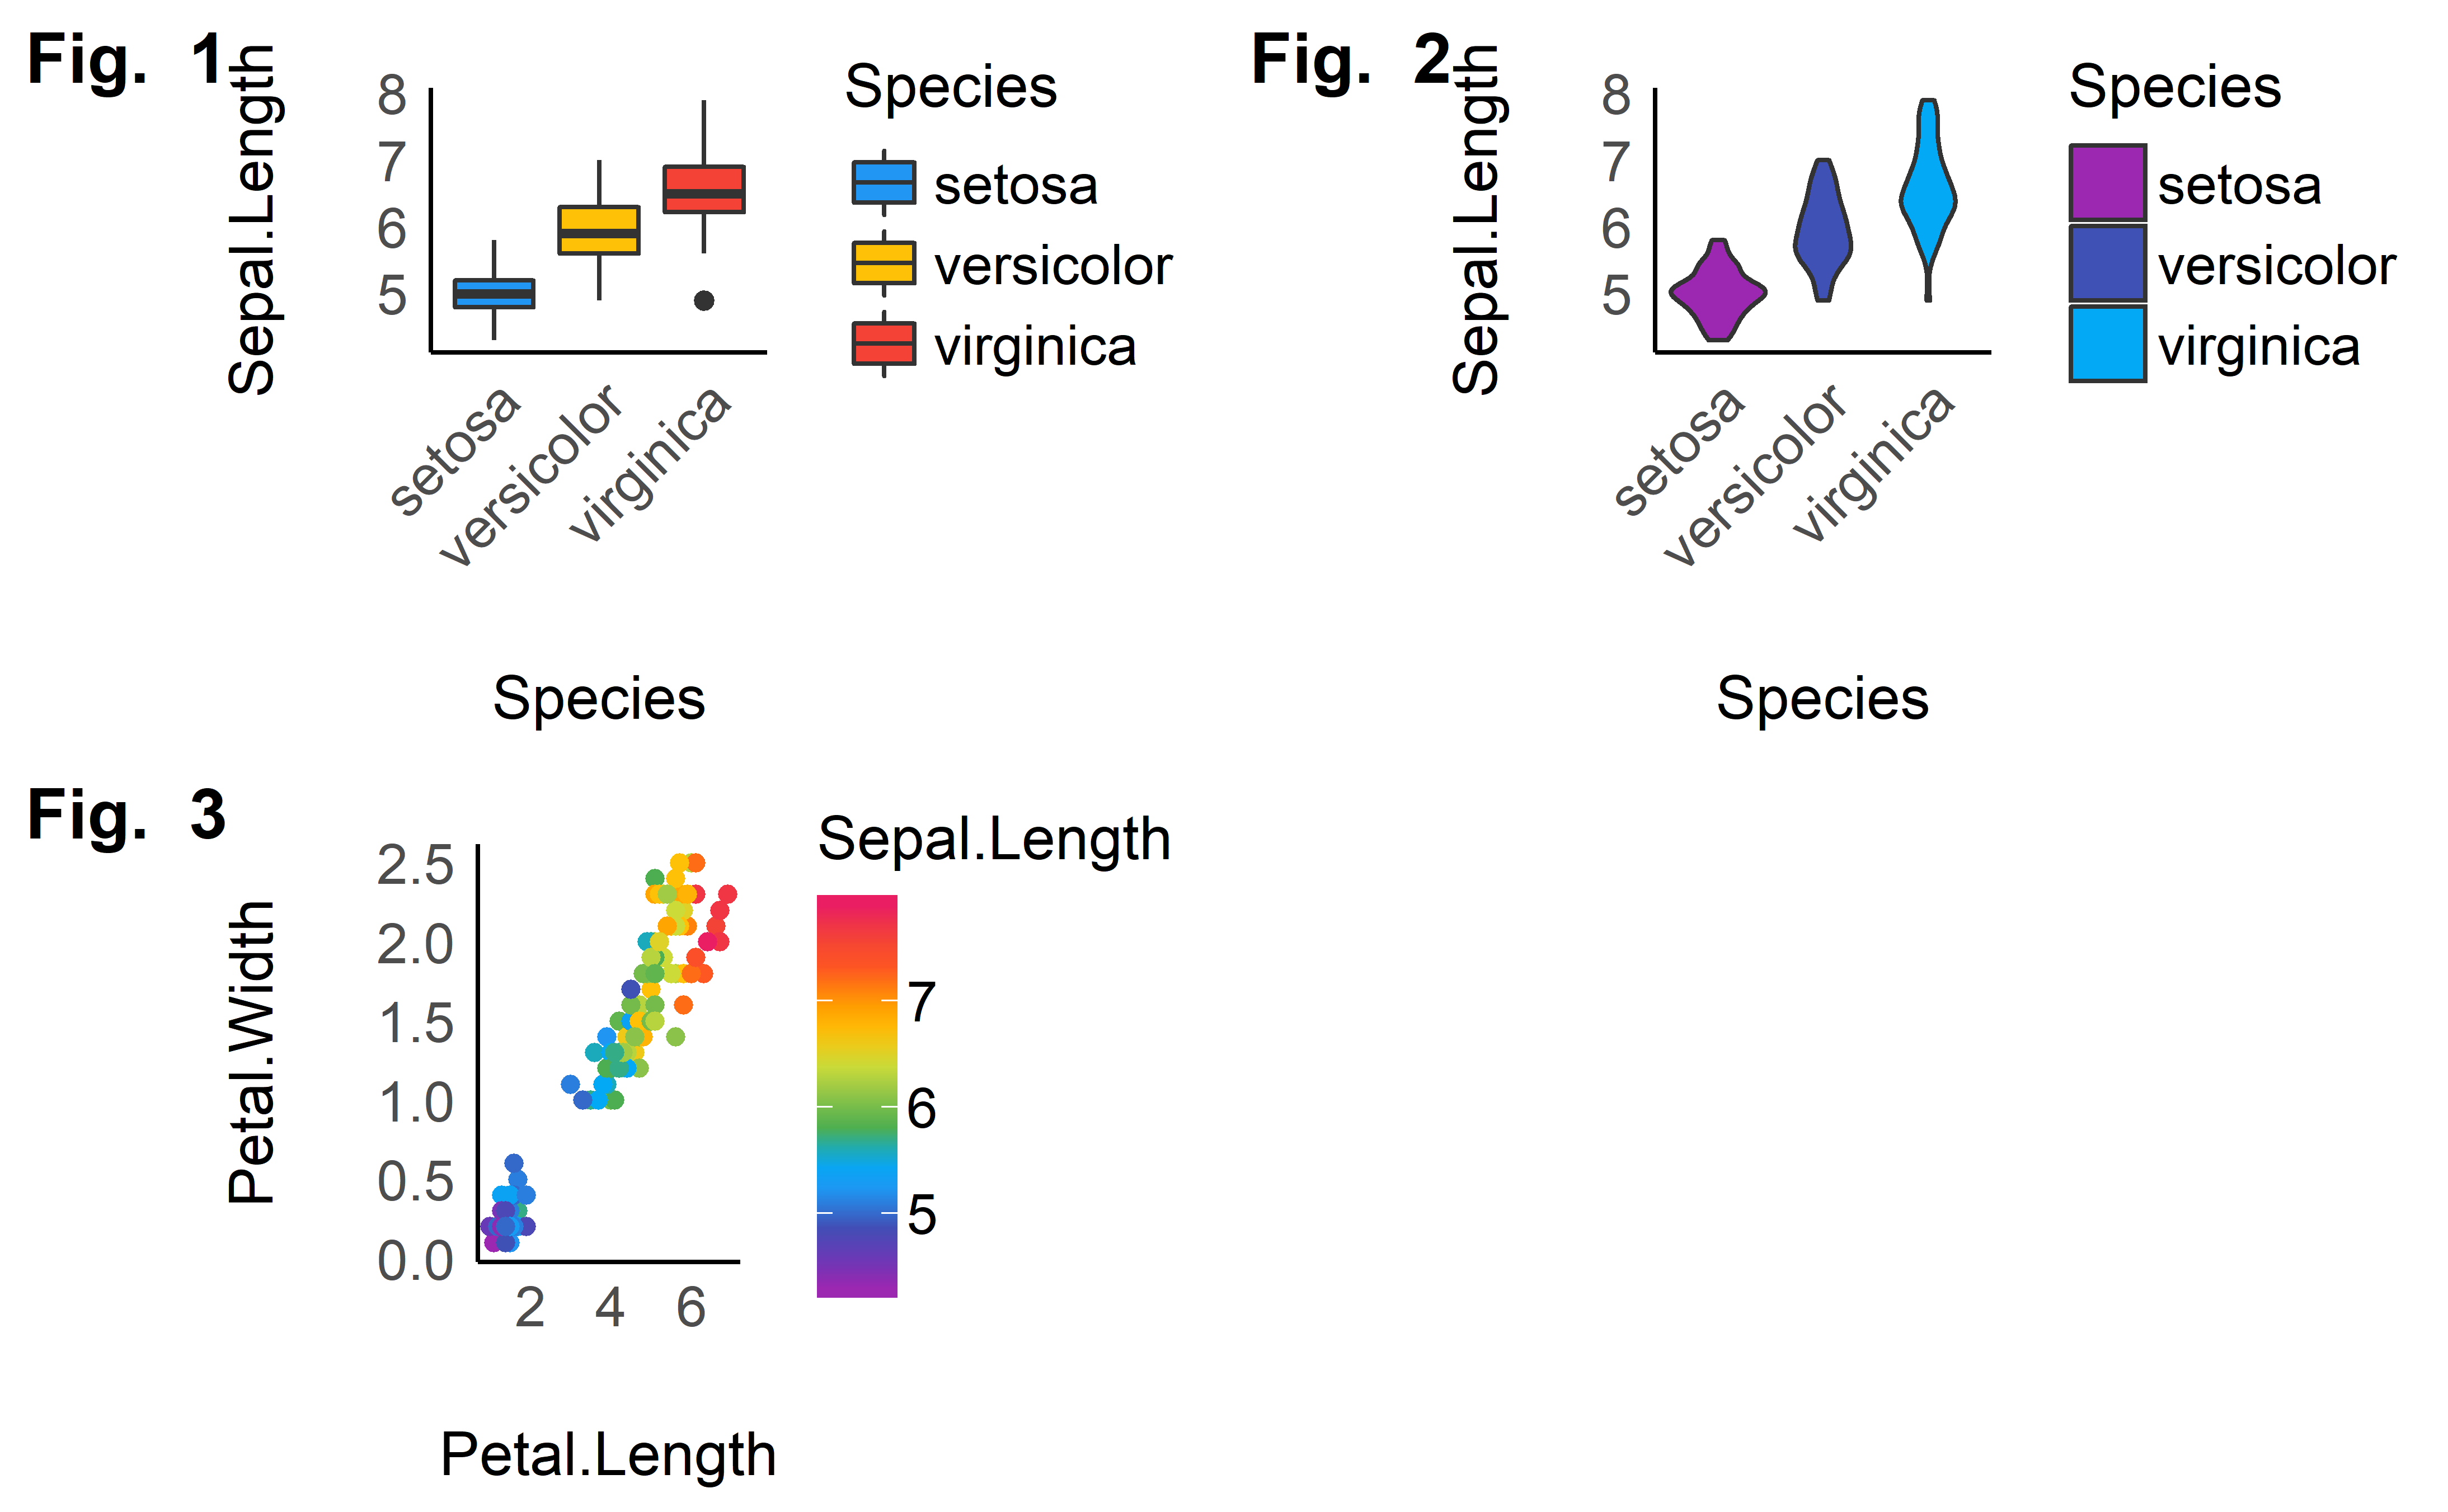 Fig. 1
Sepal.Length
8
7
6
5
setosa
versicolor
virginica
Species
Species
setosa
versicolor
virginica
Fig. 2
Sepal.Length
8
7
6
5
setosa
versicolor
virginica
Species
Species
setosa
versicolor
virginica
Fig. 3
Petal.Width
2.5
2.0
1.5
1.0
0.5
0.0
2 4 6
Petal.Length
Sepal.Length
7
6
5